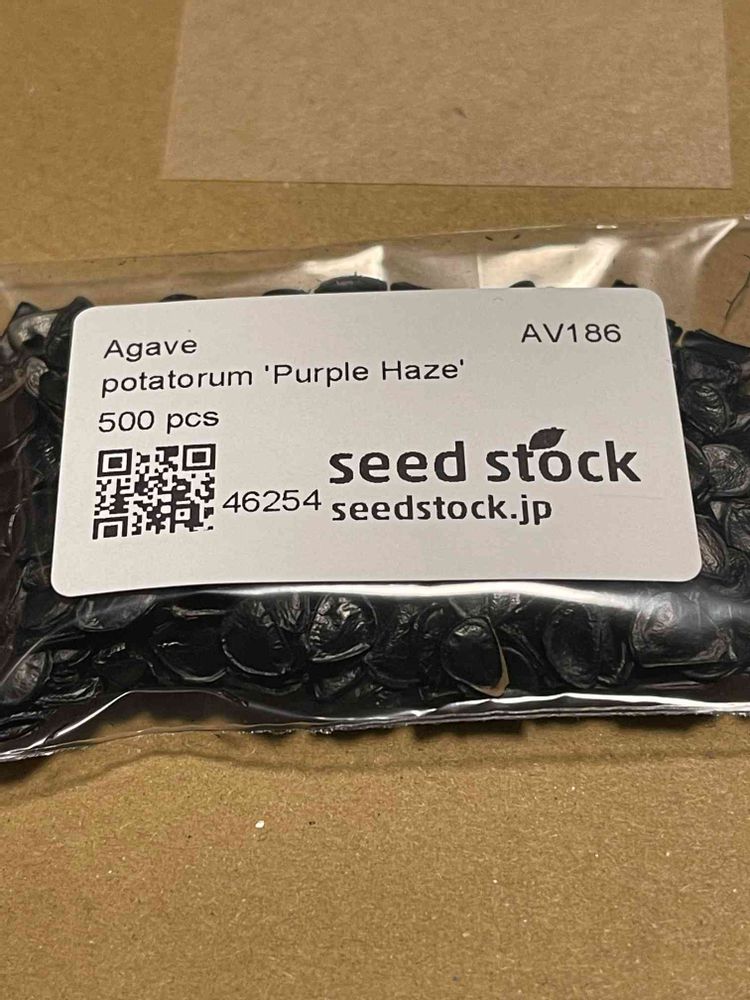 Agave AV186
potatorum 'Purple Haze'
500 pcs
seed stock
46254 seedstock.jp